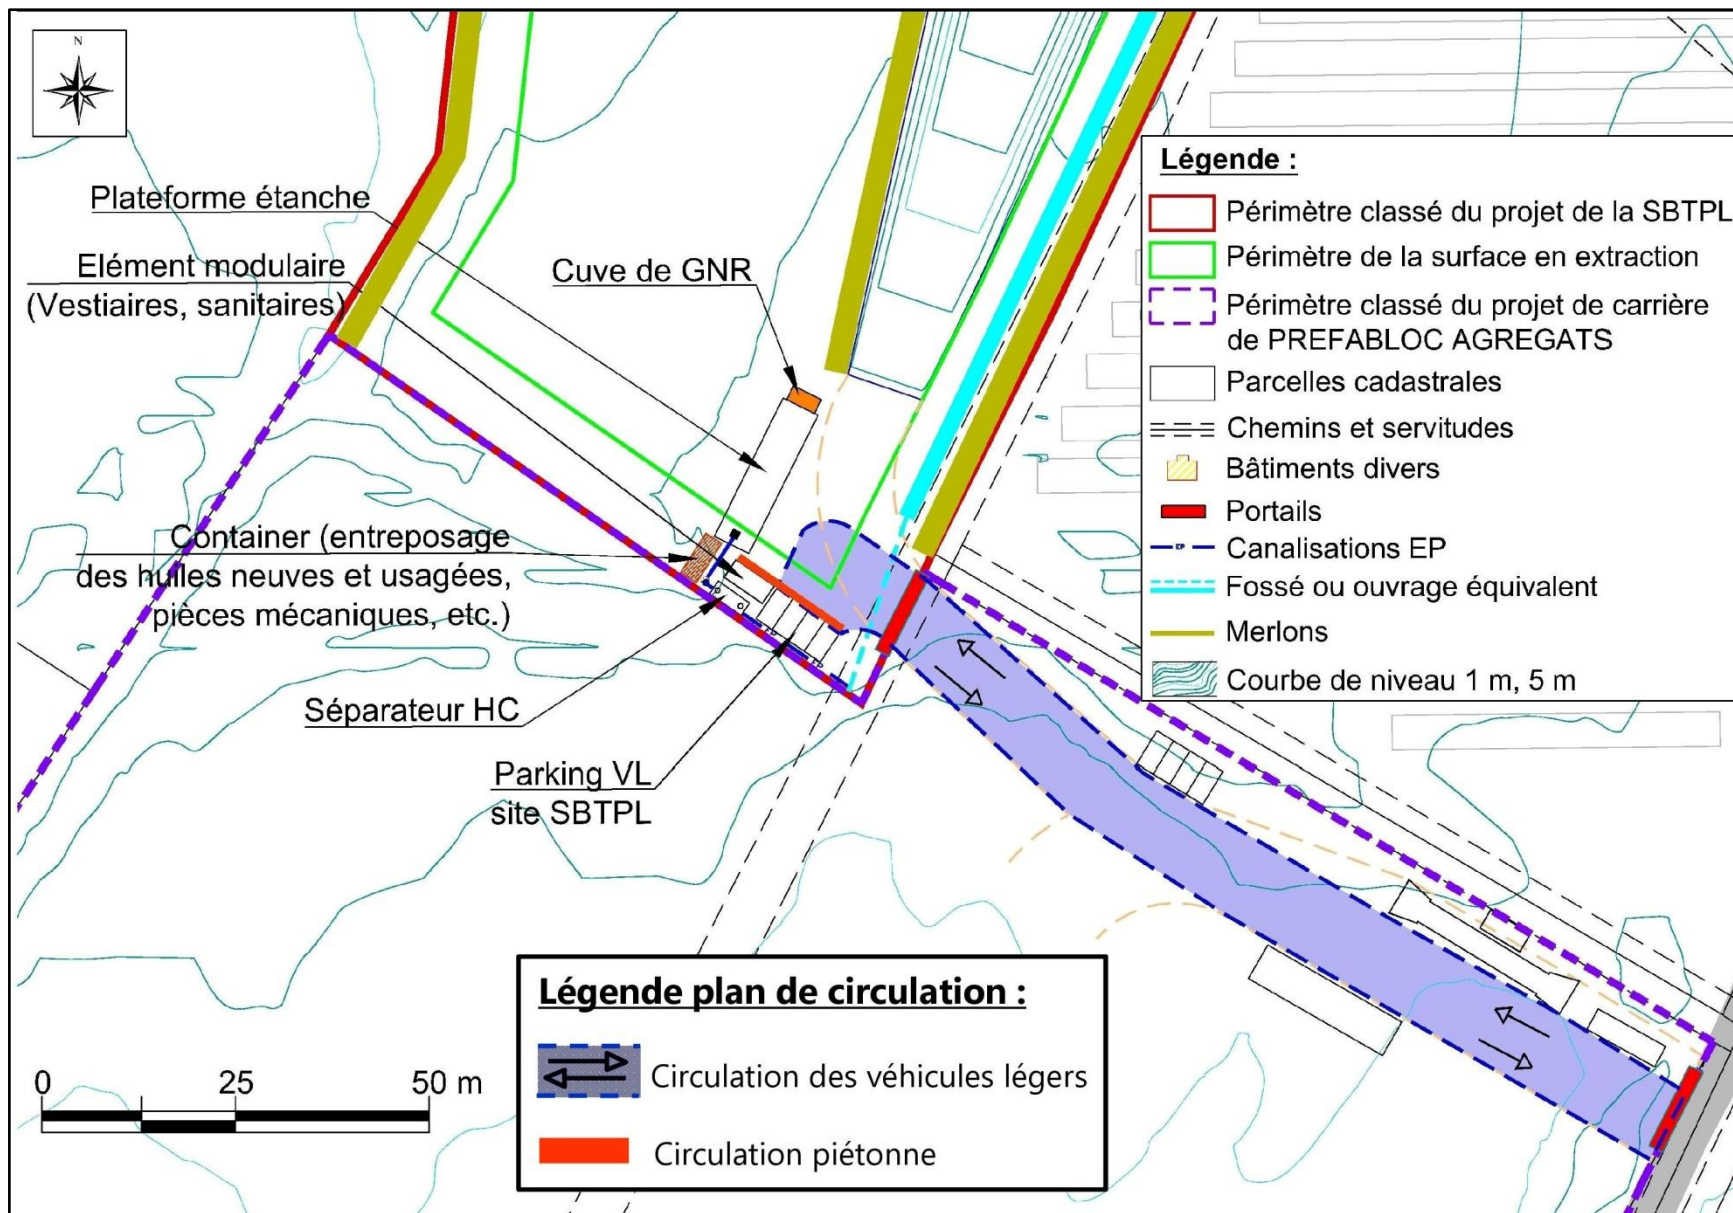 N
Plateforme étanche
Elément modulaire
(Vestiaires, sanitaires)
Cuve de GNR
Container (entreposage
des huiles neuves et usagées,
pièces mécaniques, etc.)
Séparateur HC
Parking VL
site SBTPL
EP
EP
Légende :
Périmètre classé du projet de la SBTPL
Périmètre de la surface en extraction
Périmètre classé du projet de carrière
de PREFABLOC AGREGATS
Parcelles cadastrales
Chemins et servitudes
Bâtiments divers
Portails
EP
Canalisations EP
Fossé ou ouvrage équivalent
Merlons
Courbe de niveau 1 m, 5 m
Légende plan de circulation :
Circulation des véhicules légers
Circulation piétonne
0 25 50 m